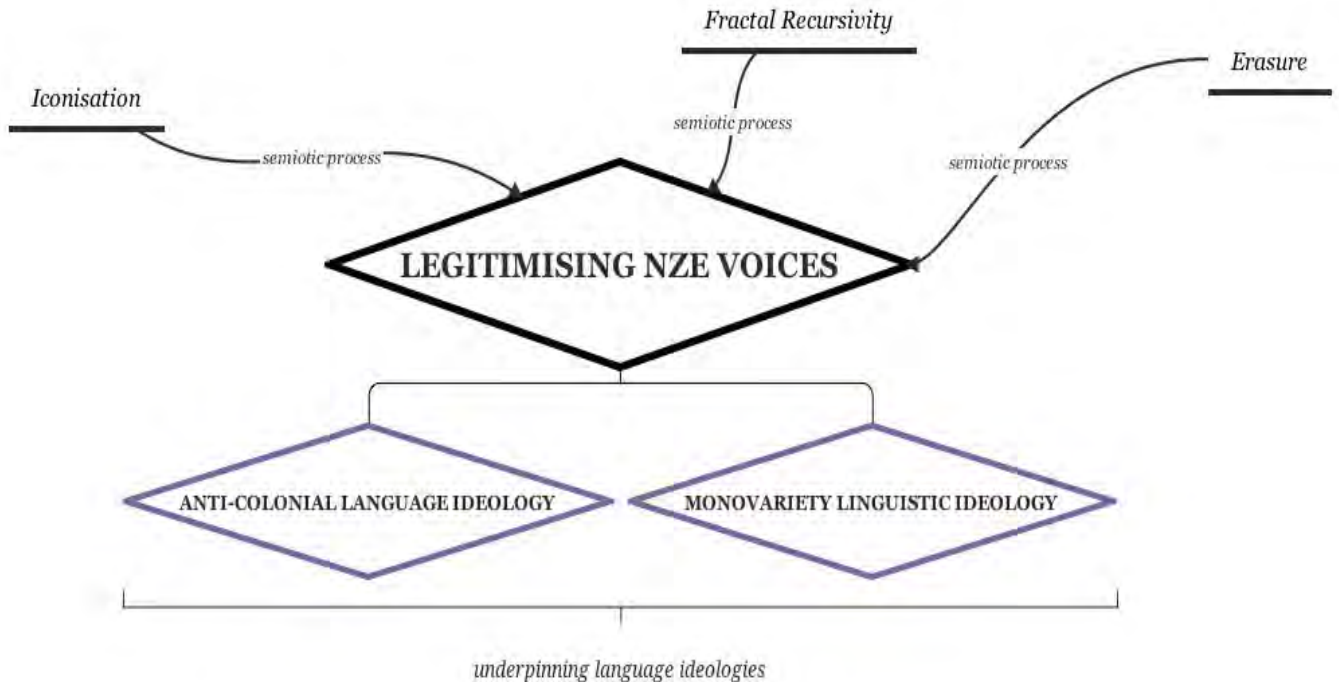 Fractal Recursivity
Erasure
Iconisation
semiotic process
semiotic process
semiotic process
LEGITIMISING NZE VOICES
ANTI-COLONIAL LANGUAGE IDEOLOGY
MONOVARIETY LINGUISTIC IDEOLOGY
underpinning language ideologies